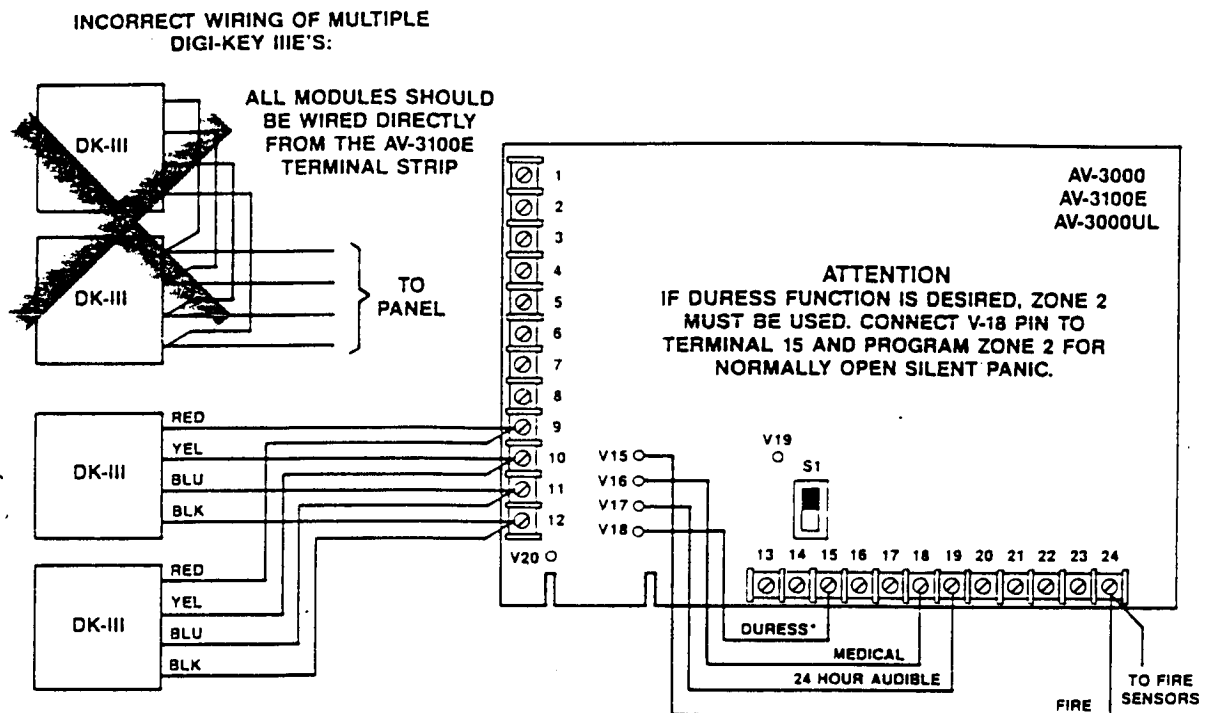 INCORRECT WIRING OF MULTIPLE
DIGI-KEY IIIE'S:
DK-III
DK-III
ALL MODULES SHOULD
BE WIRED DIRECTLY
FROM THE AV-3100E
TERMINAL STRIP
TO
PANEL
DK-III
RED
YEL
BLU
BLK
DK-III
RED
YEL
BLU
BLK
1
2
3
4
5
6
7
8
9
10
11
12
V20
AV-3000
AV-3100E
AV-3000UL
ATTENTION
IF DURESS FUNCTION IS DESIRED, ZONE 2
MUST BE USED. CONNECT V-18 PIN TO
TERMINAL 15 AND PROGRAM ZONE 2 FOR
NORMALLY OPEN SILENT PANIC.
V15
V16
V17
V18
V19
S1
13 14 15 16 17 18 19 20 21 22 23 24
DURESS*
MEDICAL
24 HOUR AUDIBLE
FIRE
TO FIRE
SENSORS